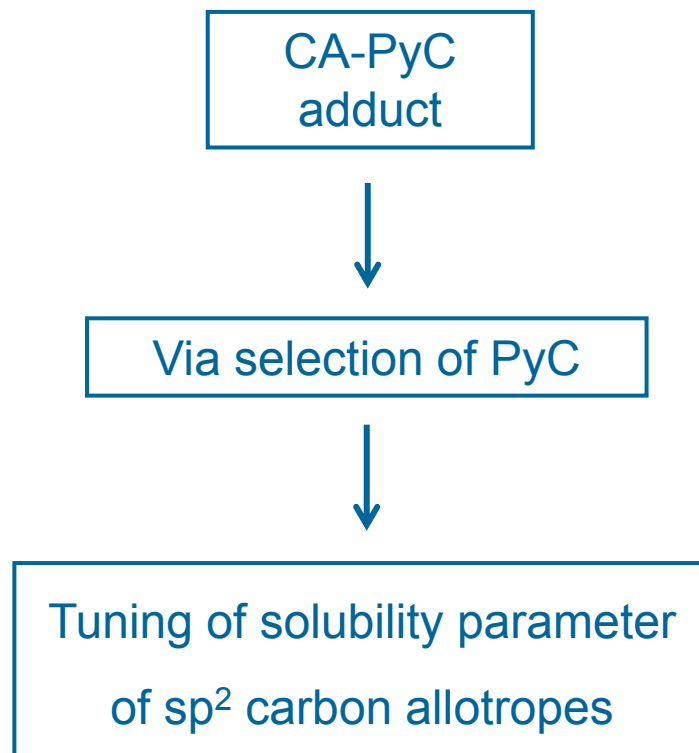 CA-PyC
adduct
Via selection of PyC
Tuning of solubility parameter
of sp² carbon allotropes